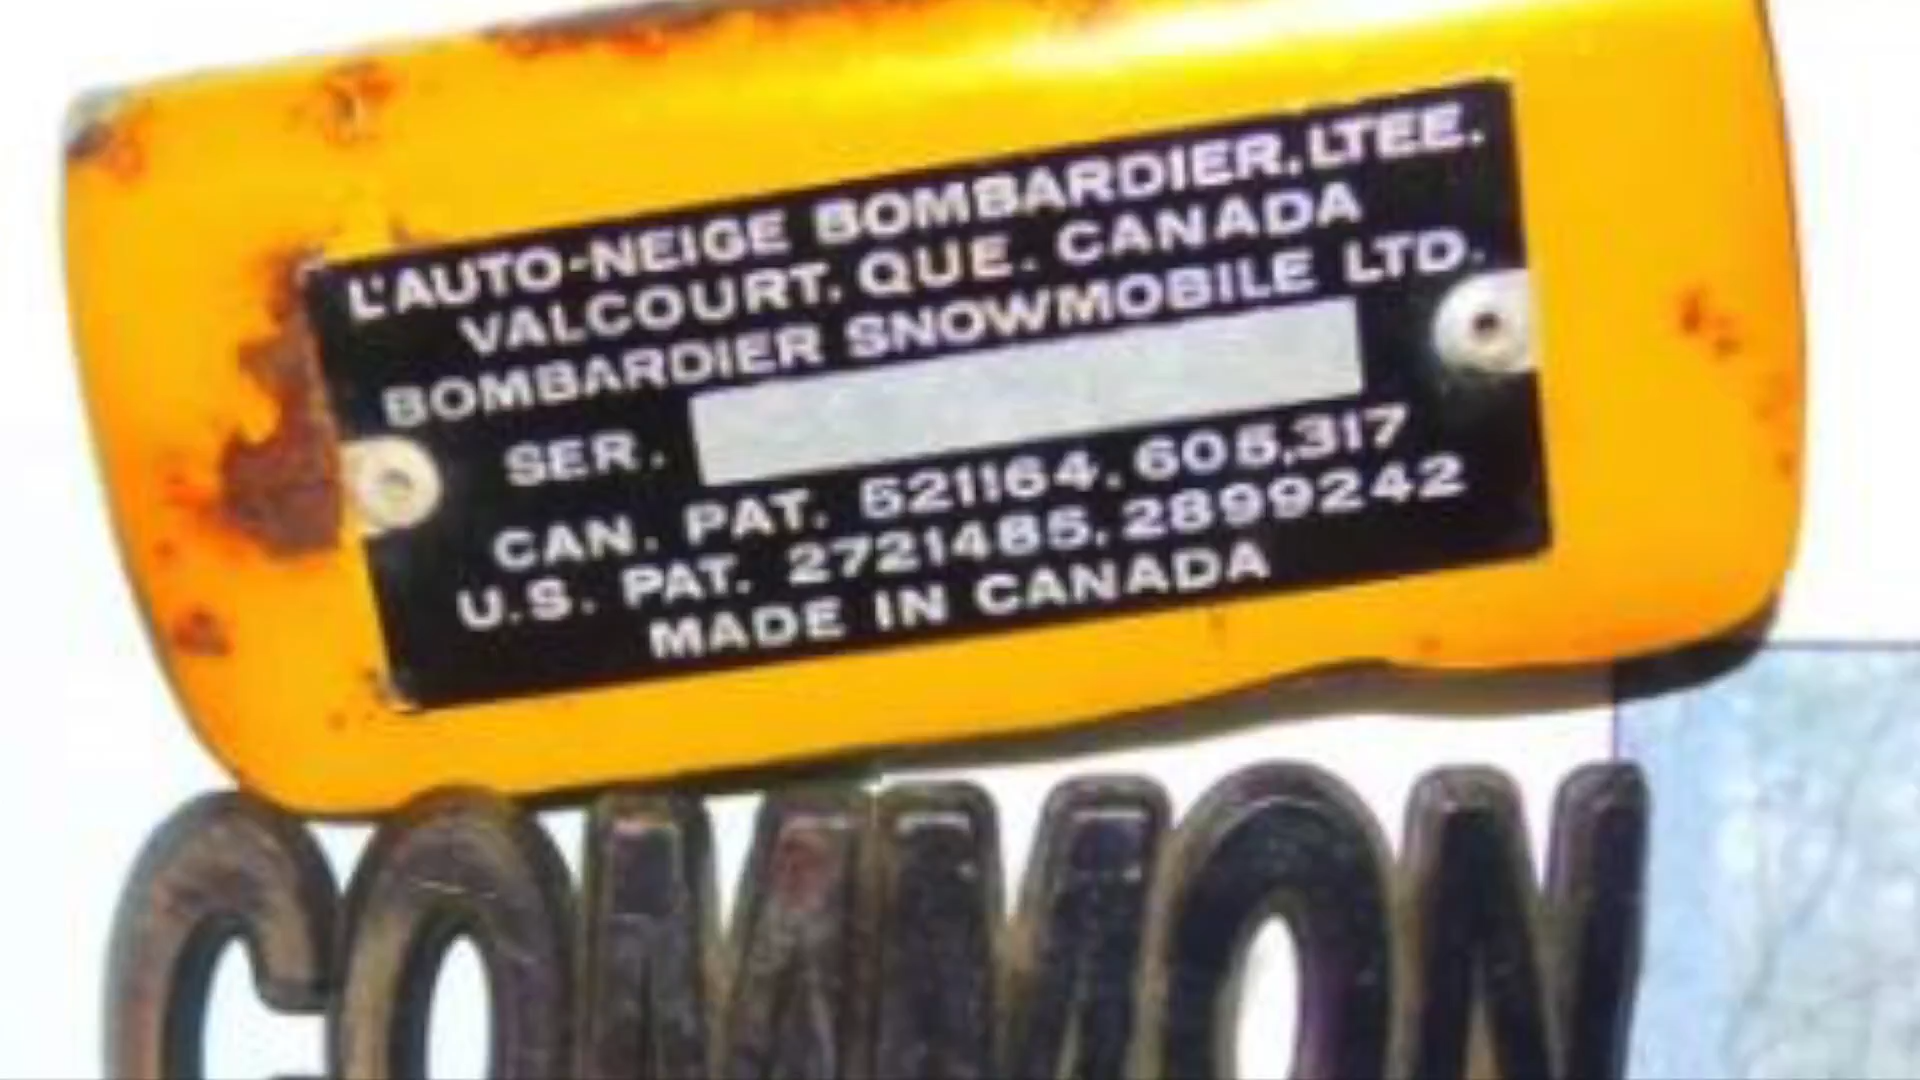 L'AUTO-NEIGE BOMBARDIER, LTEE.
VALCOURT, QUE. CANADA
BOMBARDIER SNOWMOBILE LTD.
SER.
CAN. PAT. 521164, 605,317
U.S. PAT. 2721485, 2899242
MADE IN CANADA
COMMON